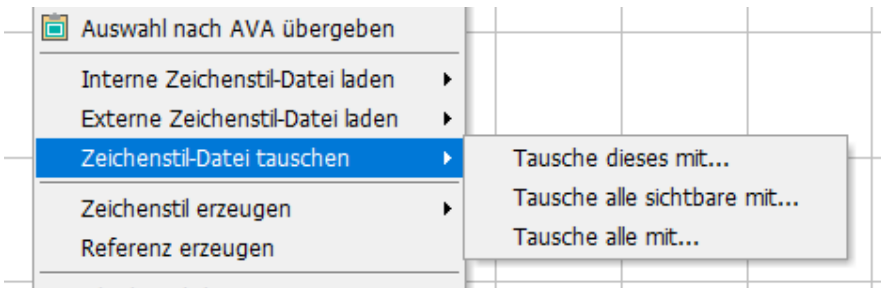 Auswahl nach AVA übergeben
Interne Zeichenstil-Datei laden
Externe Zeichenstil-Datei laden
Zeichenstil-Datei tauschen
Tausche dieses mit...
Tausche alle sichtbare mit...
Tausche alle mit...
Zeichenstil erzeugen
Referenz erzeugen